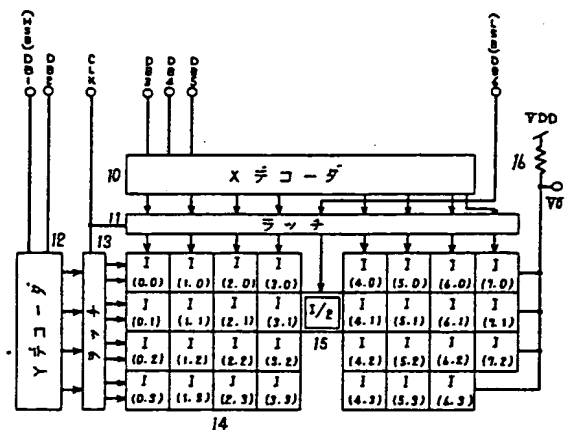 (MSB)DB1
DB2
CLK
DB3
DB4
DB5
(LSB)DB6
VDD
16
V0
10
Xデコーダ
11
ラッチ
12
13
Yデコーダ
ラッチ
I I I I I I I I
(0.0) (1.0) (2.0) (3.0) (4.0) (5.0) (6.0) (7.0)
I I I I I/2 I I I I
(0.1) (1.1) (2.1) (3.1) (4.1) (5.1) (6.1) (7.1)
15
I I I I I I I I
(0.2) (1.2) (2.2) (3.2) (4.2) (5.2) (6.2) (7.2)
I I I I I I I
(0.3) (1.3) (2.3) (3.3) (4.3) (5.3) (6.3)
14